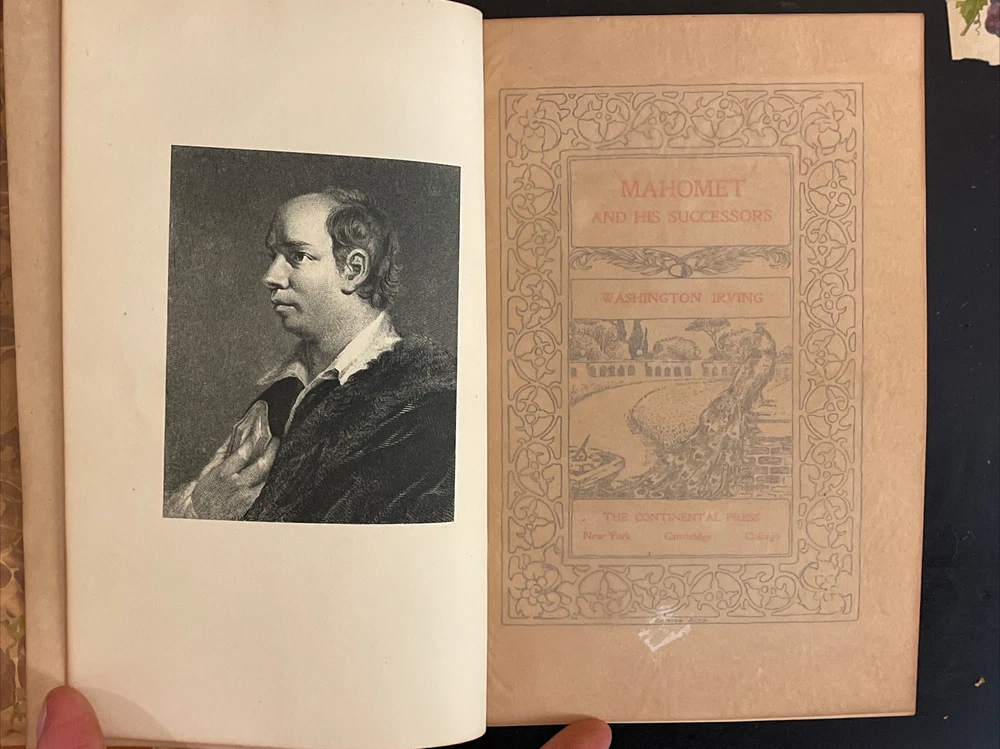 MAHOMET
AND HIS SUCCESSORS
WASHINGTON IRVING
THE CONTINENTAL PRESS
New York Cambridge Chicago